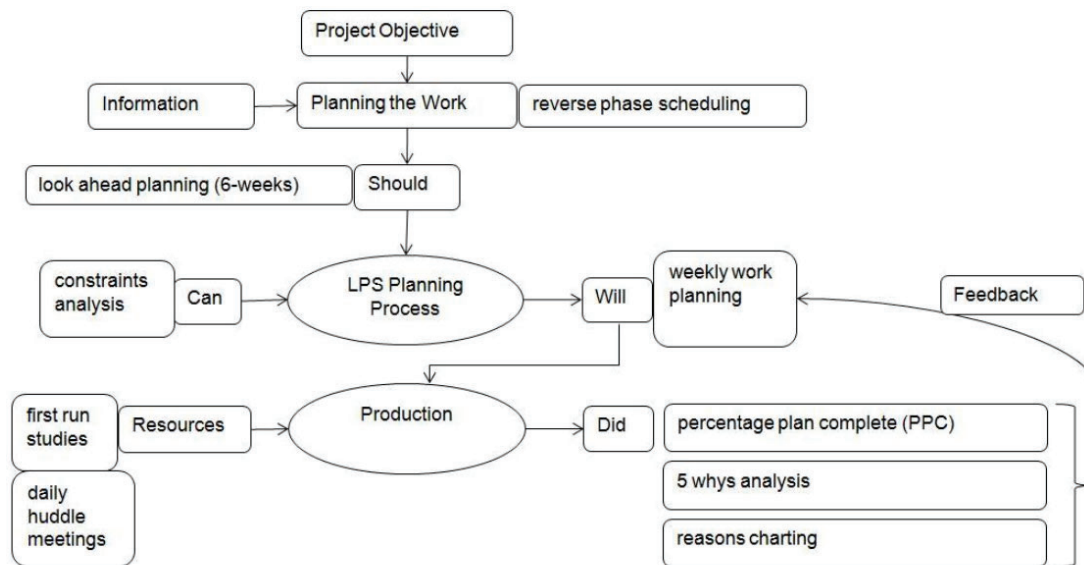 Project Objective
Information
Planning the Work
reverse phase scheduling
look ahead planning (6-weeks)
Should
constraints
analysis
Can
LPS Planning
Process
Will
weekly work
planning
Feedback
first run
studies
Resources
Production
Did
percentage plan complete (PPC)
daily
huddle
meetings
5 whys analysis
reasons charting